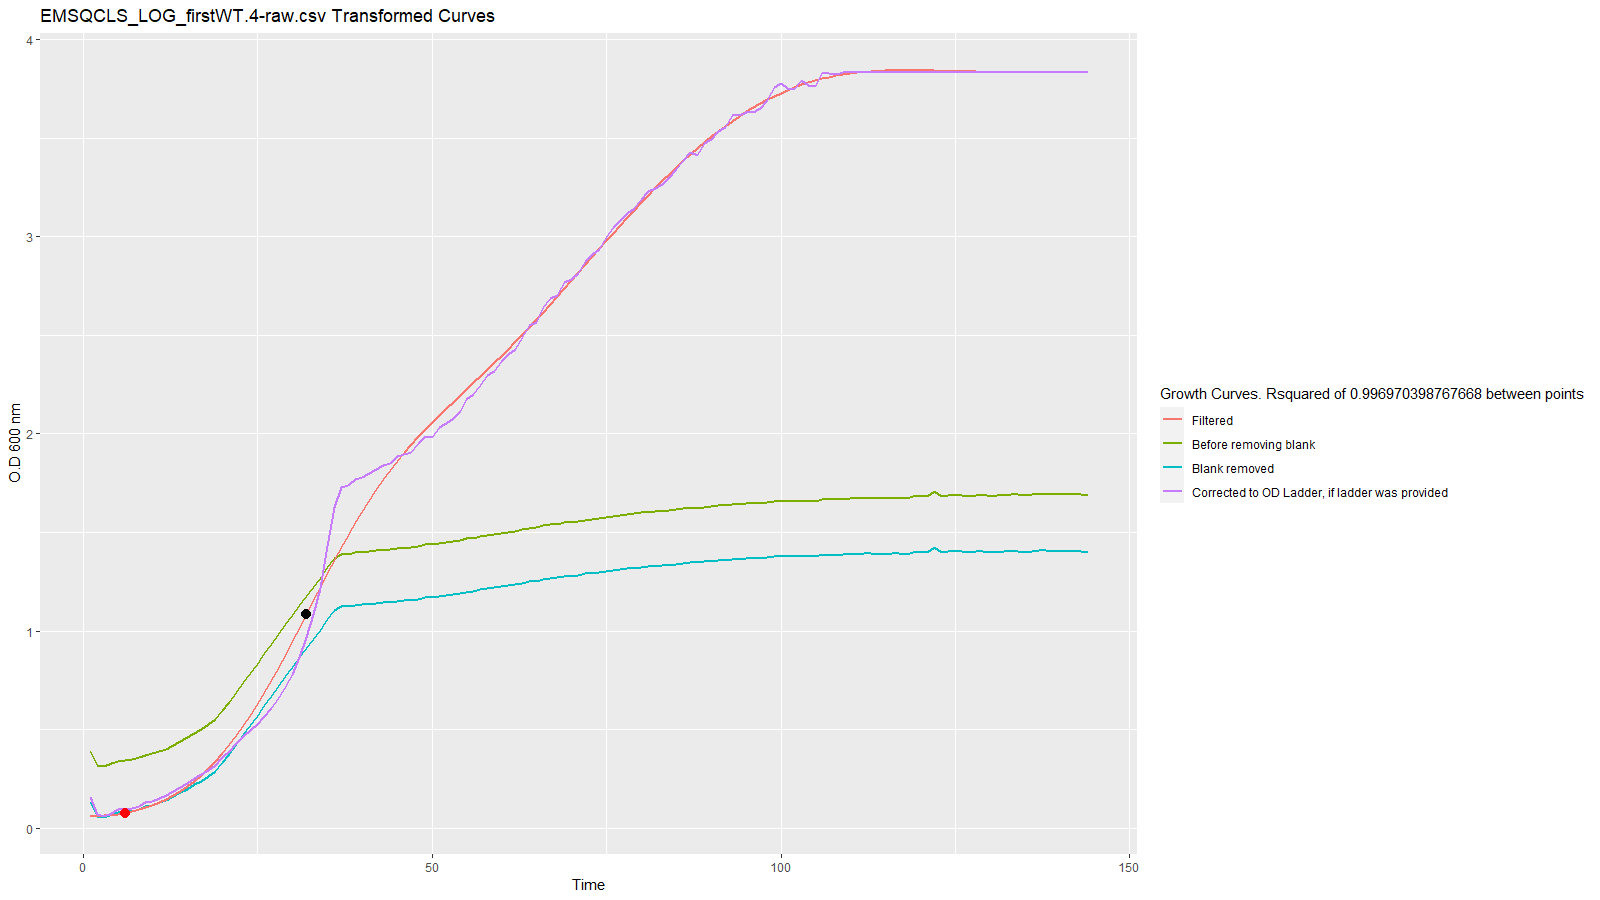 EMSQCLS_LOG_firstWT.4-raw.csv Transformed Curves
4
3
2
1
0
O.D 600 nm
0 50 100 150
Time
Growth Curves. Rsquared of 0.996970398767668 between points
Filtered
Before removing blank
Blank removed
Corrected to OD Ladder, if ladder was provided